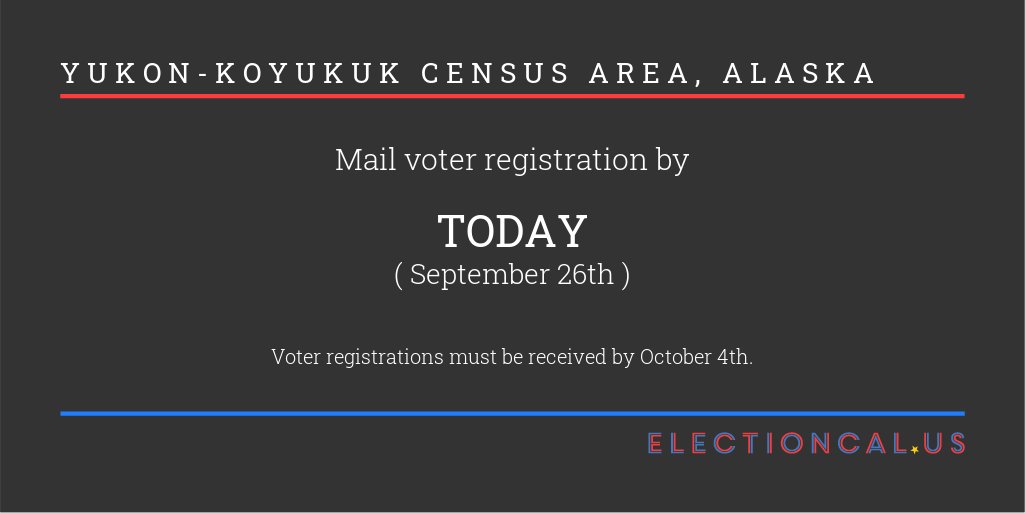 YUKON-KOYUKUK CENSUS AREA, ALASKA
Mail voter registration by
TODAY
( September 26th )
Voter registrations must be received by October 4th.
ELECTIONCAL.US